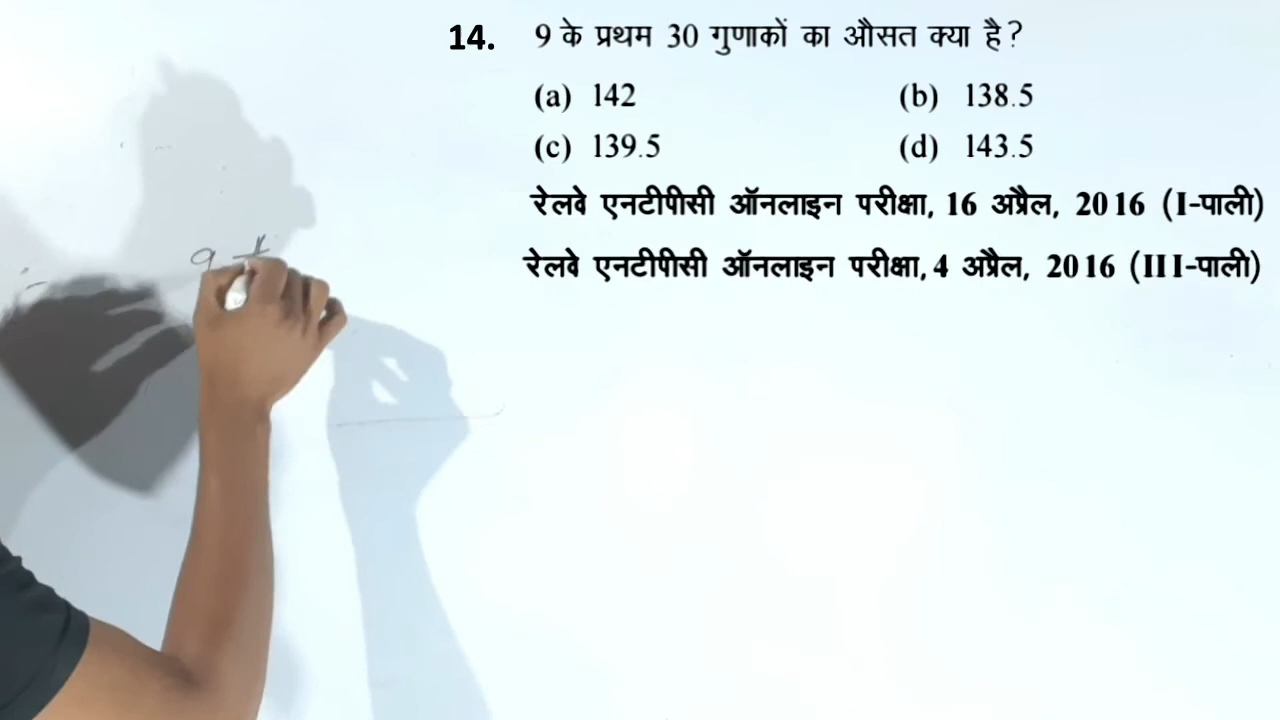 14. 9 के प्रथम 30 गुणाकों का औसत क्या है?
(a) 142 (b) 138.5
(c) 139.5 (d) 143.5
रेलवे एनटीपीसी ऑनलाइन परीक्षा, 16 अप्रैल, 2016 (I-पाली)
रेलवे एनटीपीसी ऑनलाइन परीक्षा, 4 अप्रैल, 2016 (III-पाली)
9